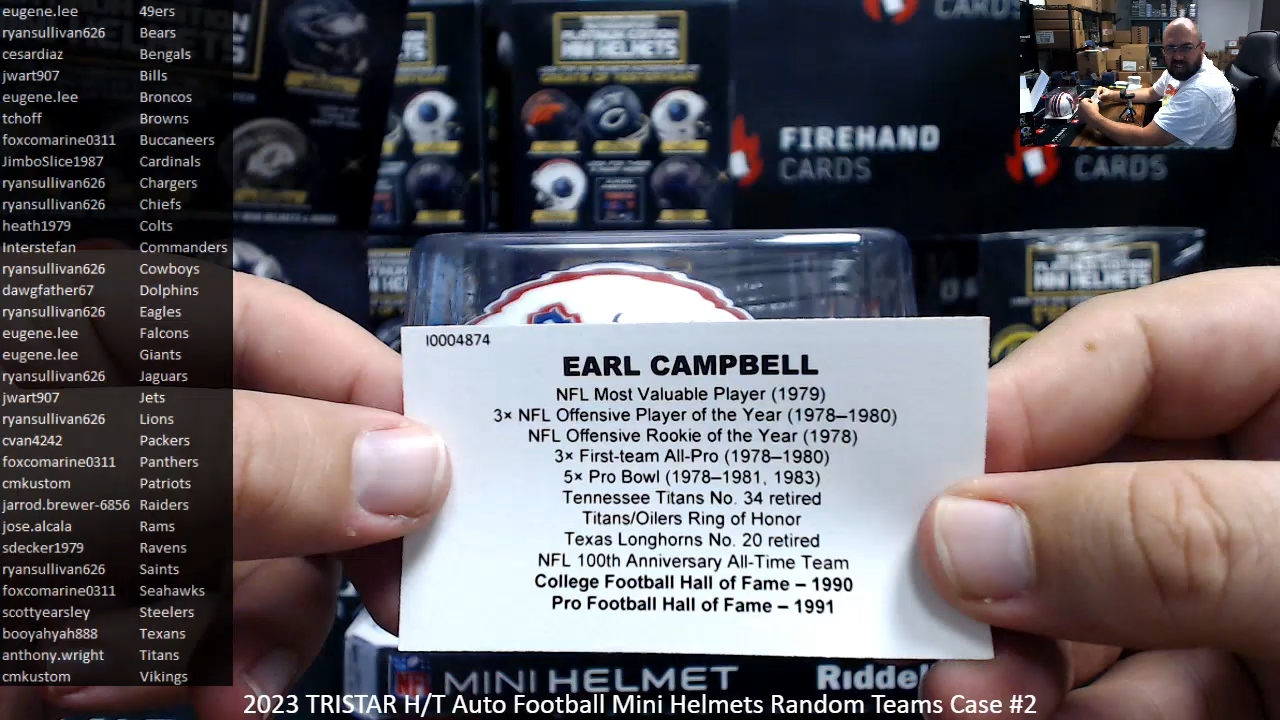 eugene.lee 49ers
ryansullivan626 Bears
cesardiaz Bengals
jwart907 Bills
eugene.lee Broncos
tchoff Browns
foxcomarine0311 Buccaneers
JimboSlice1987 Cardinals
ryansullivan626 Chargers
ryansullivan626 Chiefs
heath1979 Colts
Interstefan Commanders
ryansullivan626 Cowboys
dawgfather67 Dolphins
ryansullivan626 Eagles
eugene.lee Falcons
eugene.lee Giants
ryansullivan626 Jaguars
jwart907 Jets
ryansullivan626 Lions
cvan4242 Packers
foxcomarine0311 Panthers
cmkustom Patriots
jarrod.brewer-6856 Raiders
jose.alcala Rams
sdecker1979 Ravens
ryansullivan626 Saints
foxcomarine0311 Seahawks
scottyearsley Steelers
booyahyah888 Texans
anthony.wright Titans
cmkustom Vikings
PLATINUM EDITION
MINI HELMETS
FIREHAND
CARDS
CARDS
CARDS
MINI HELMETS
I0004874
EARL CAMPBELL
NFL Most Valuable Player (1979)
3× NFL Offensive Player of the Year (1978–1980)
NFL Offensive Rookie of the Year (1978)
3× First-team All-Pro (1978–1980)
5× Pro Bowl (1978–1981, 1983)
Tennessee Titans No. 34 retired
Titans/Oilers Ring of Honor
Texas Longhorns No. 20 retired
NFL 100th Anniversary All-Time Team
College Football Hall of Fame – 1990
Pro Football Hall of Fame – 1991
NFL MINI HELMET Riddel
2023 TRISTAR H/T Auto Football Mini Helmets Random Teams Case #2